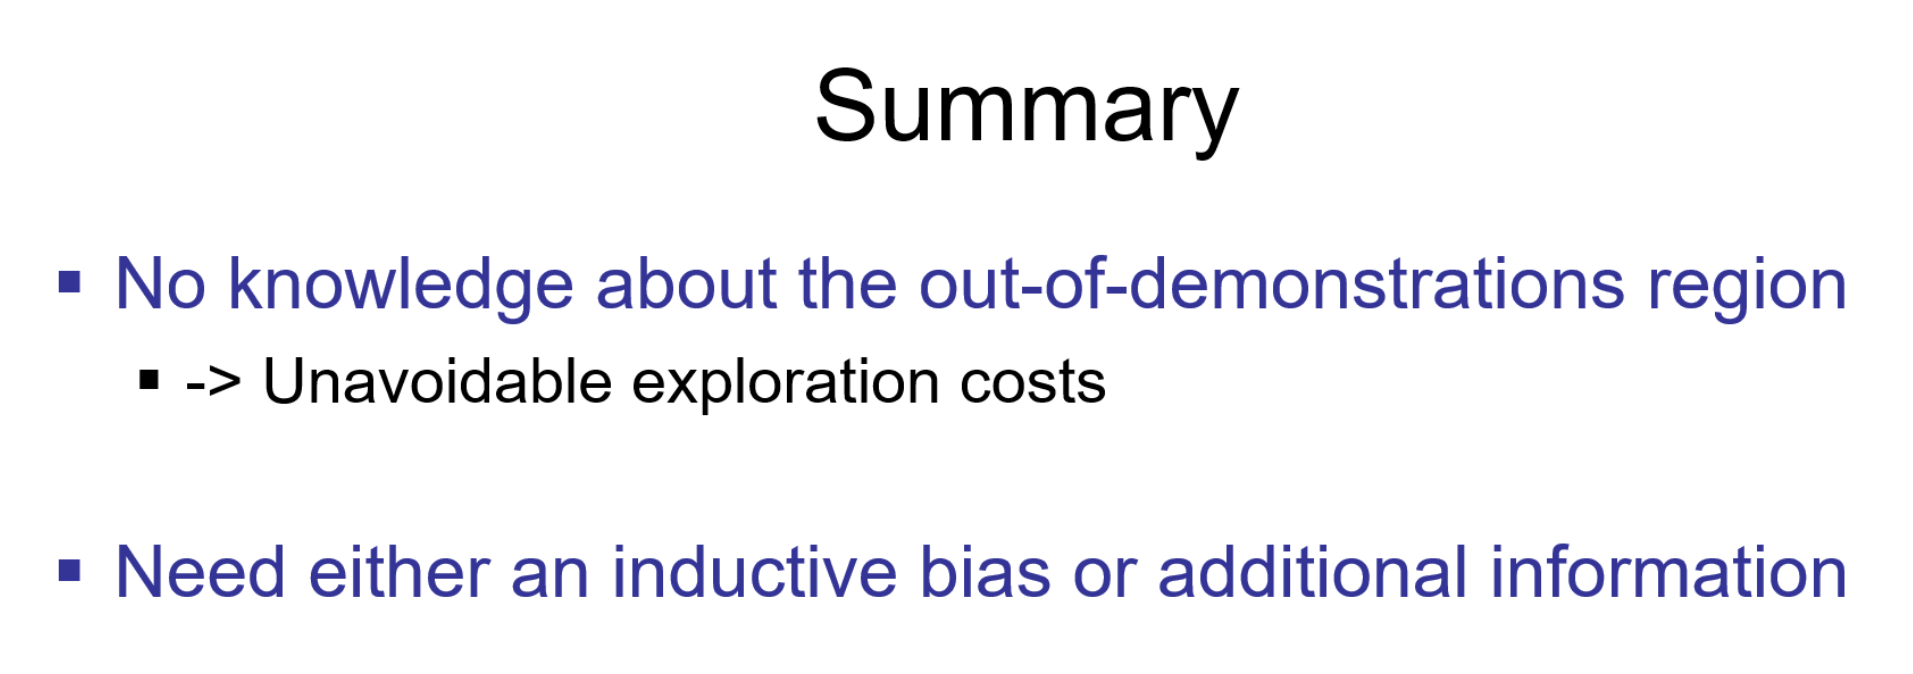 Summary
▪ No knowledge about the out-of-demonstrations region
▪ -> Unavoidable exploration costs
▪ Need either an inductive bias or additional information